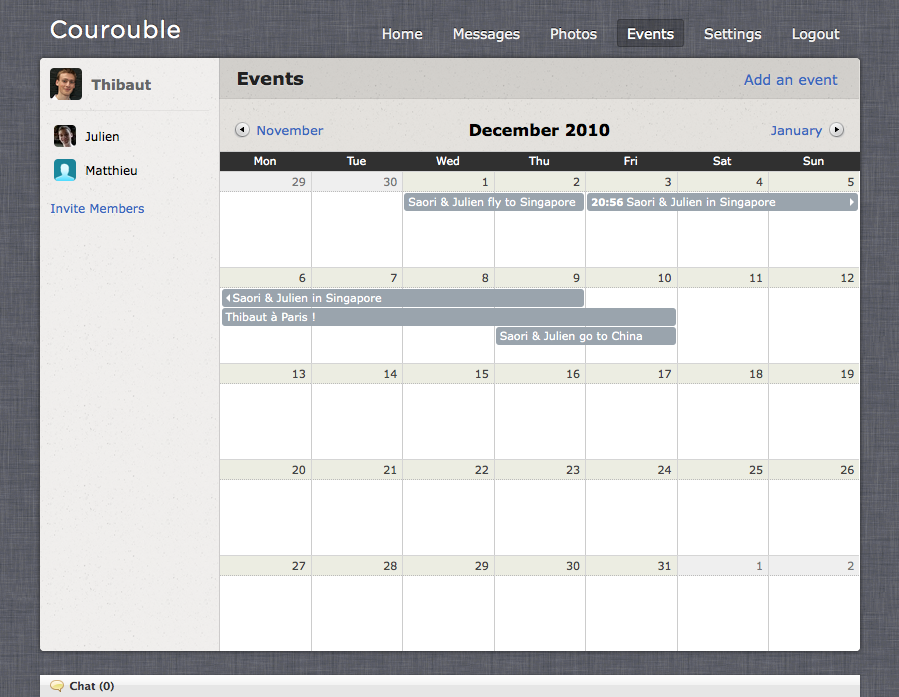 Courouble
Home Messages Photos Events Settings Logout
Thibaut
Julien
Matthieu
Invite Members
Events
Add an event
November
December 2010
January
Mon Tue Wed Thu Fri Sat Sun
29 30 1 2 3 4 5
Saori & Julien fly to Singapore
20:56 Saori & Julien in Singapore
6 7 8 9 10 11 12
Saori & Julien in Singapore
Thibaut à Paris !
Saori & Julien go to China
13 14 15 16 17 18 19
20 21 22 23 24 25 26
27 28 29 30 31 1 2
Chat (0)